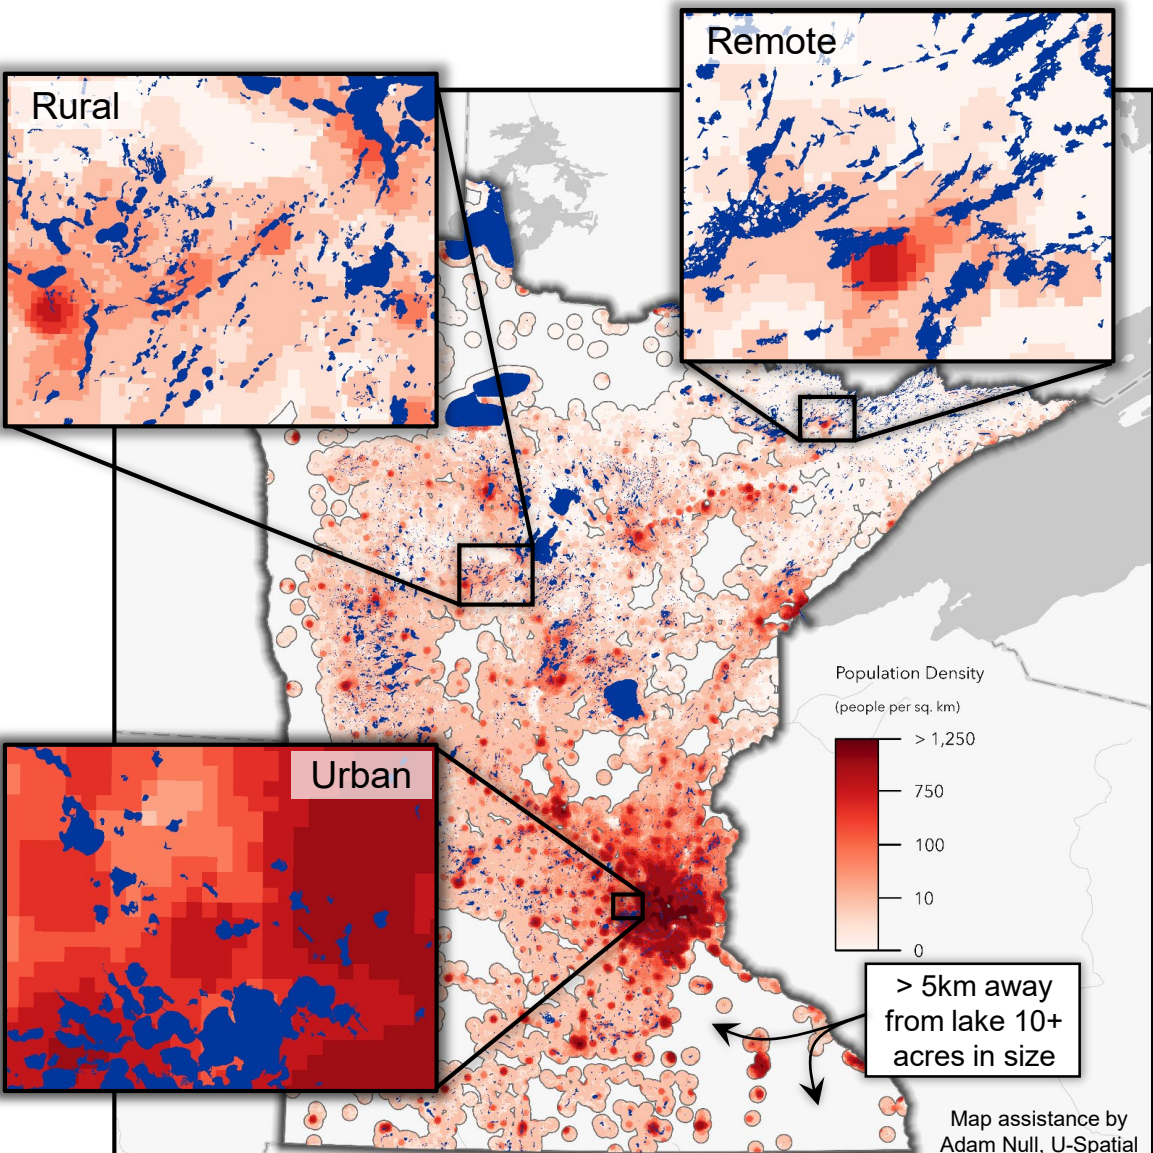 Rural
Remote
Urban
Population Density
(people per sq. km)
> 1,250
750
100
10
0
> 5km away
from lake 10+
acres in size
Map assistance by
Adam Null, U-Spatial